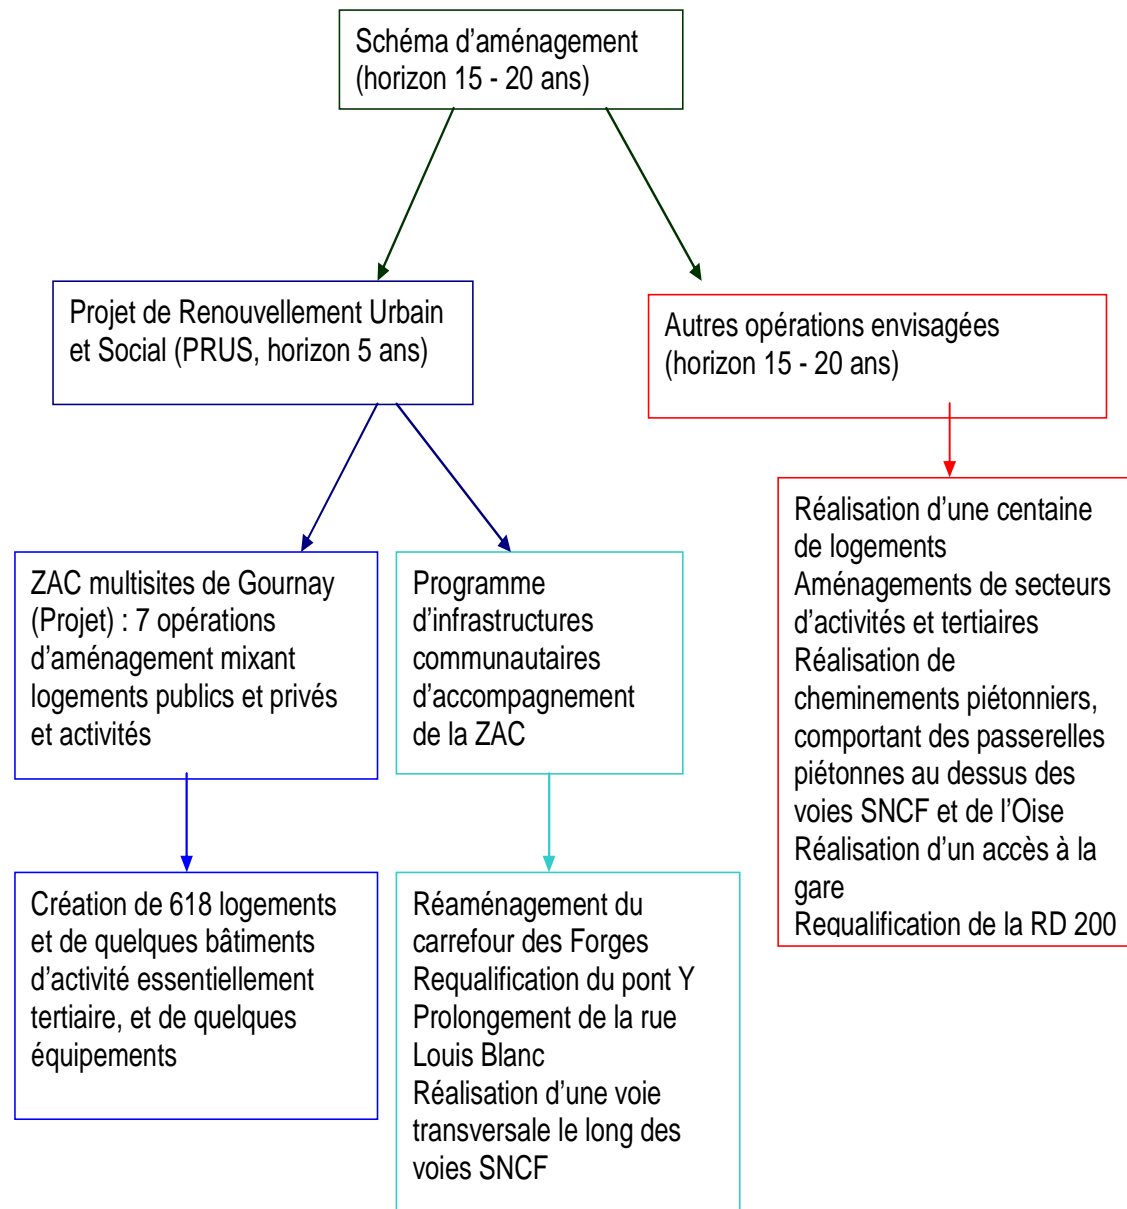 Schéma d’aménagement
(horizon 15 - 20 ans)
Projet de Renouvellement Urbain
et Social (PRUS, horizon 5 ans)
Autres opérations envisagées
(horizon 15 - 20 ans)
ZAC multisites de Gournay
(Projet) : 7 opérations
d’aménagement mixant
logements publics et privés
et activités
Programme
d’infrastructures
communautaires
d’accompagnement
de la ZAC
Réalisation d’une centaine
de logements
Aménagements de secteurs
d’activités et tertiaires
Réalisation de
cheminements piétonniers,
comportant des passerelles
piétonnes au dessus des
voies SNCF et de l’Oise
Réalisation d’un accès à la
gare
Requalification de la RD 200
Création de 618 logements
et de quelques bâtiments
d’activité essentiellement
tertiaire, et de quelques
équipements
Réaménagement du
carrefour des Forges
Requalification du pont Y
Prolongement de la rue
Louis Blanc
Réalisation d’une voie
transversale le long des
voies SNCF